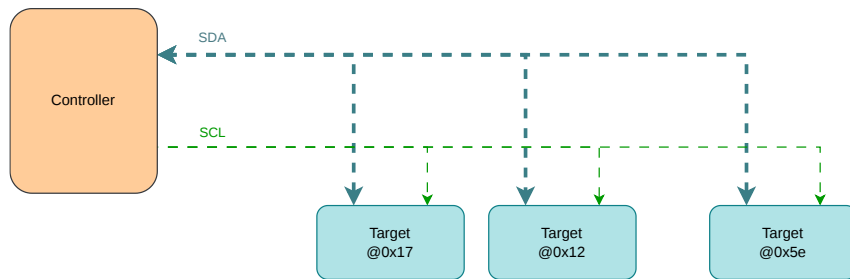 SDA
Controller
SCL
Target
@0x17
Target
@0x12
Target
@0x5e